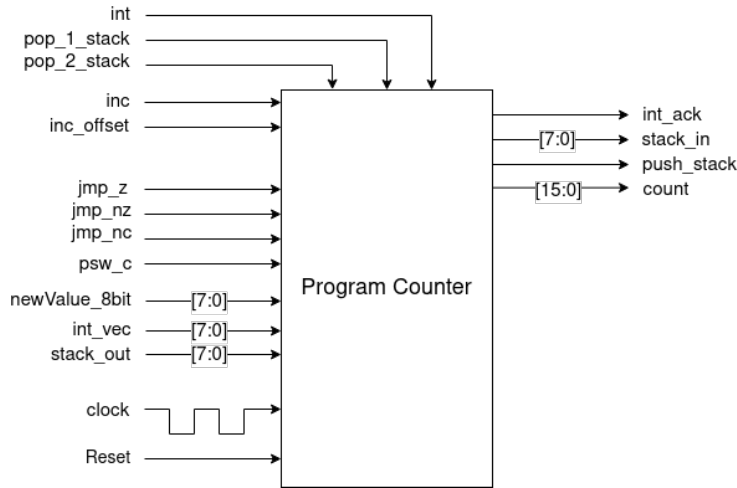 int
pop_1_stack
pop_2_stack
inc
inc_offset
jmp_z
jmp_nz
jmp_nc
psw_c
newValue_8bit [7:0]
int_vec [7:0]
stack_out [7:0]
clock
Reset
Program Counter
int_ack
[7:0] stack_in
push_stack
[15:0] count